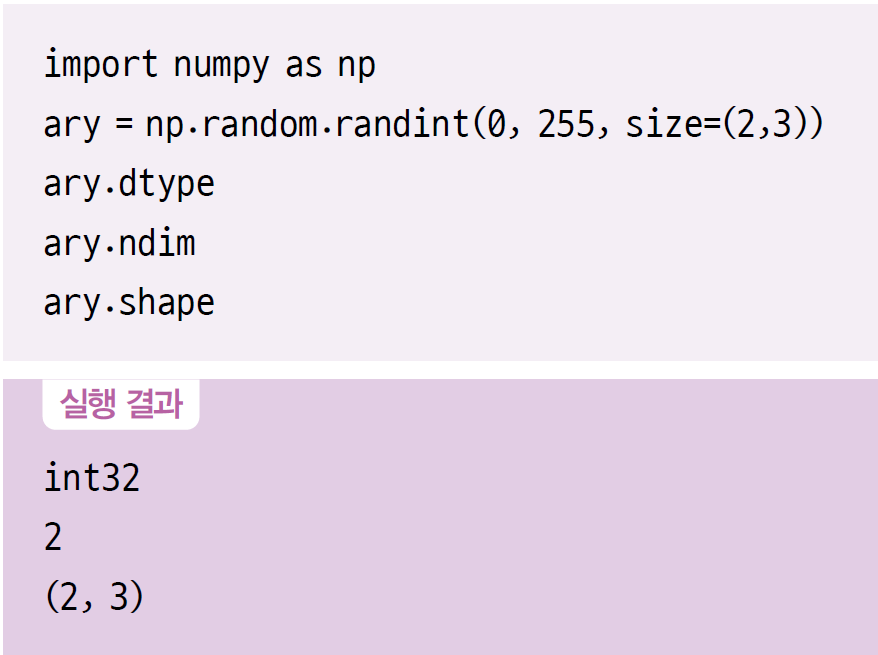 import numpy as np
ary = np.random.randint(0, 255, size=(2,3))
ary.dtype
ary.ndim
ary.shape
실행 결과
int32
2
(2, 3)